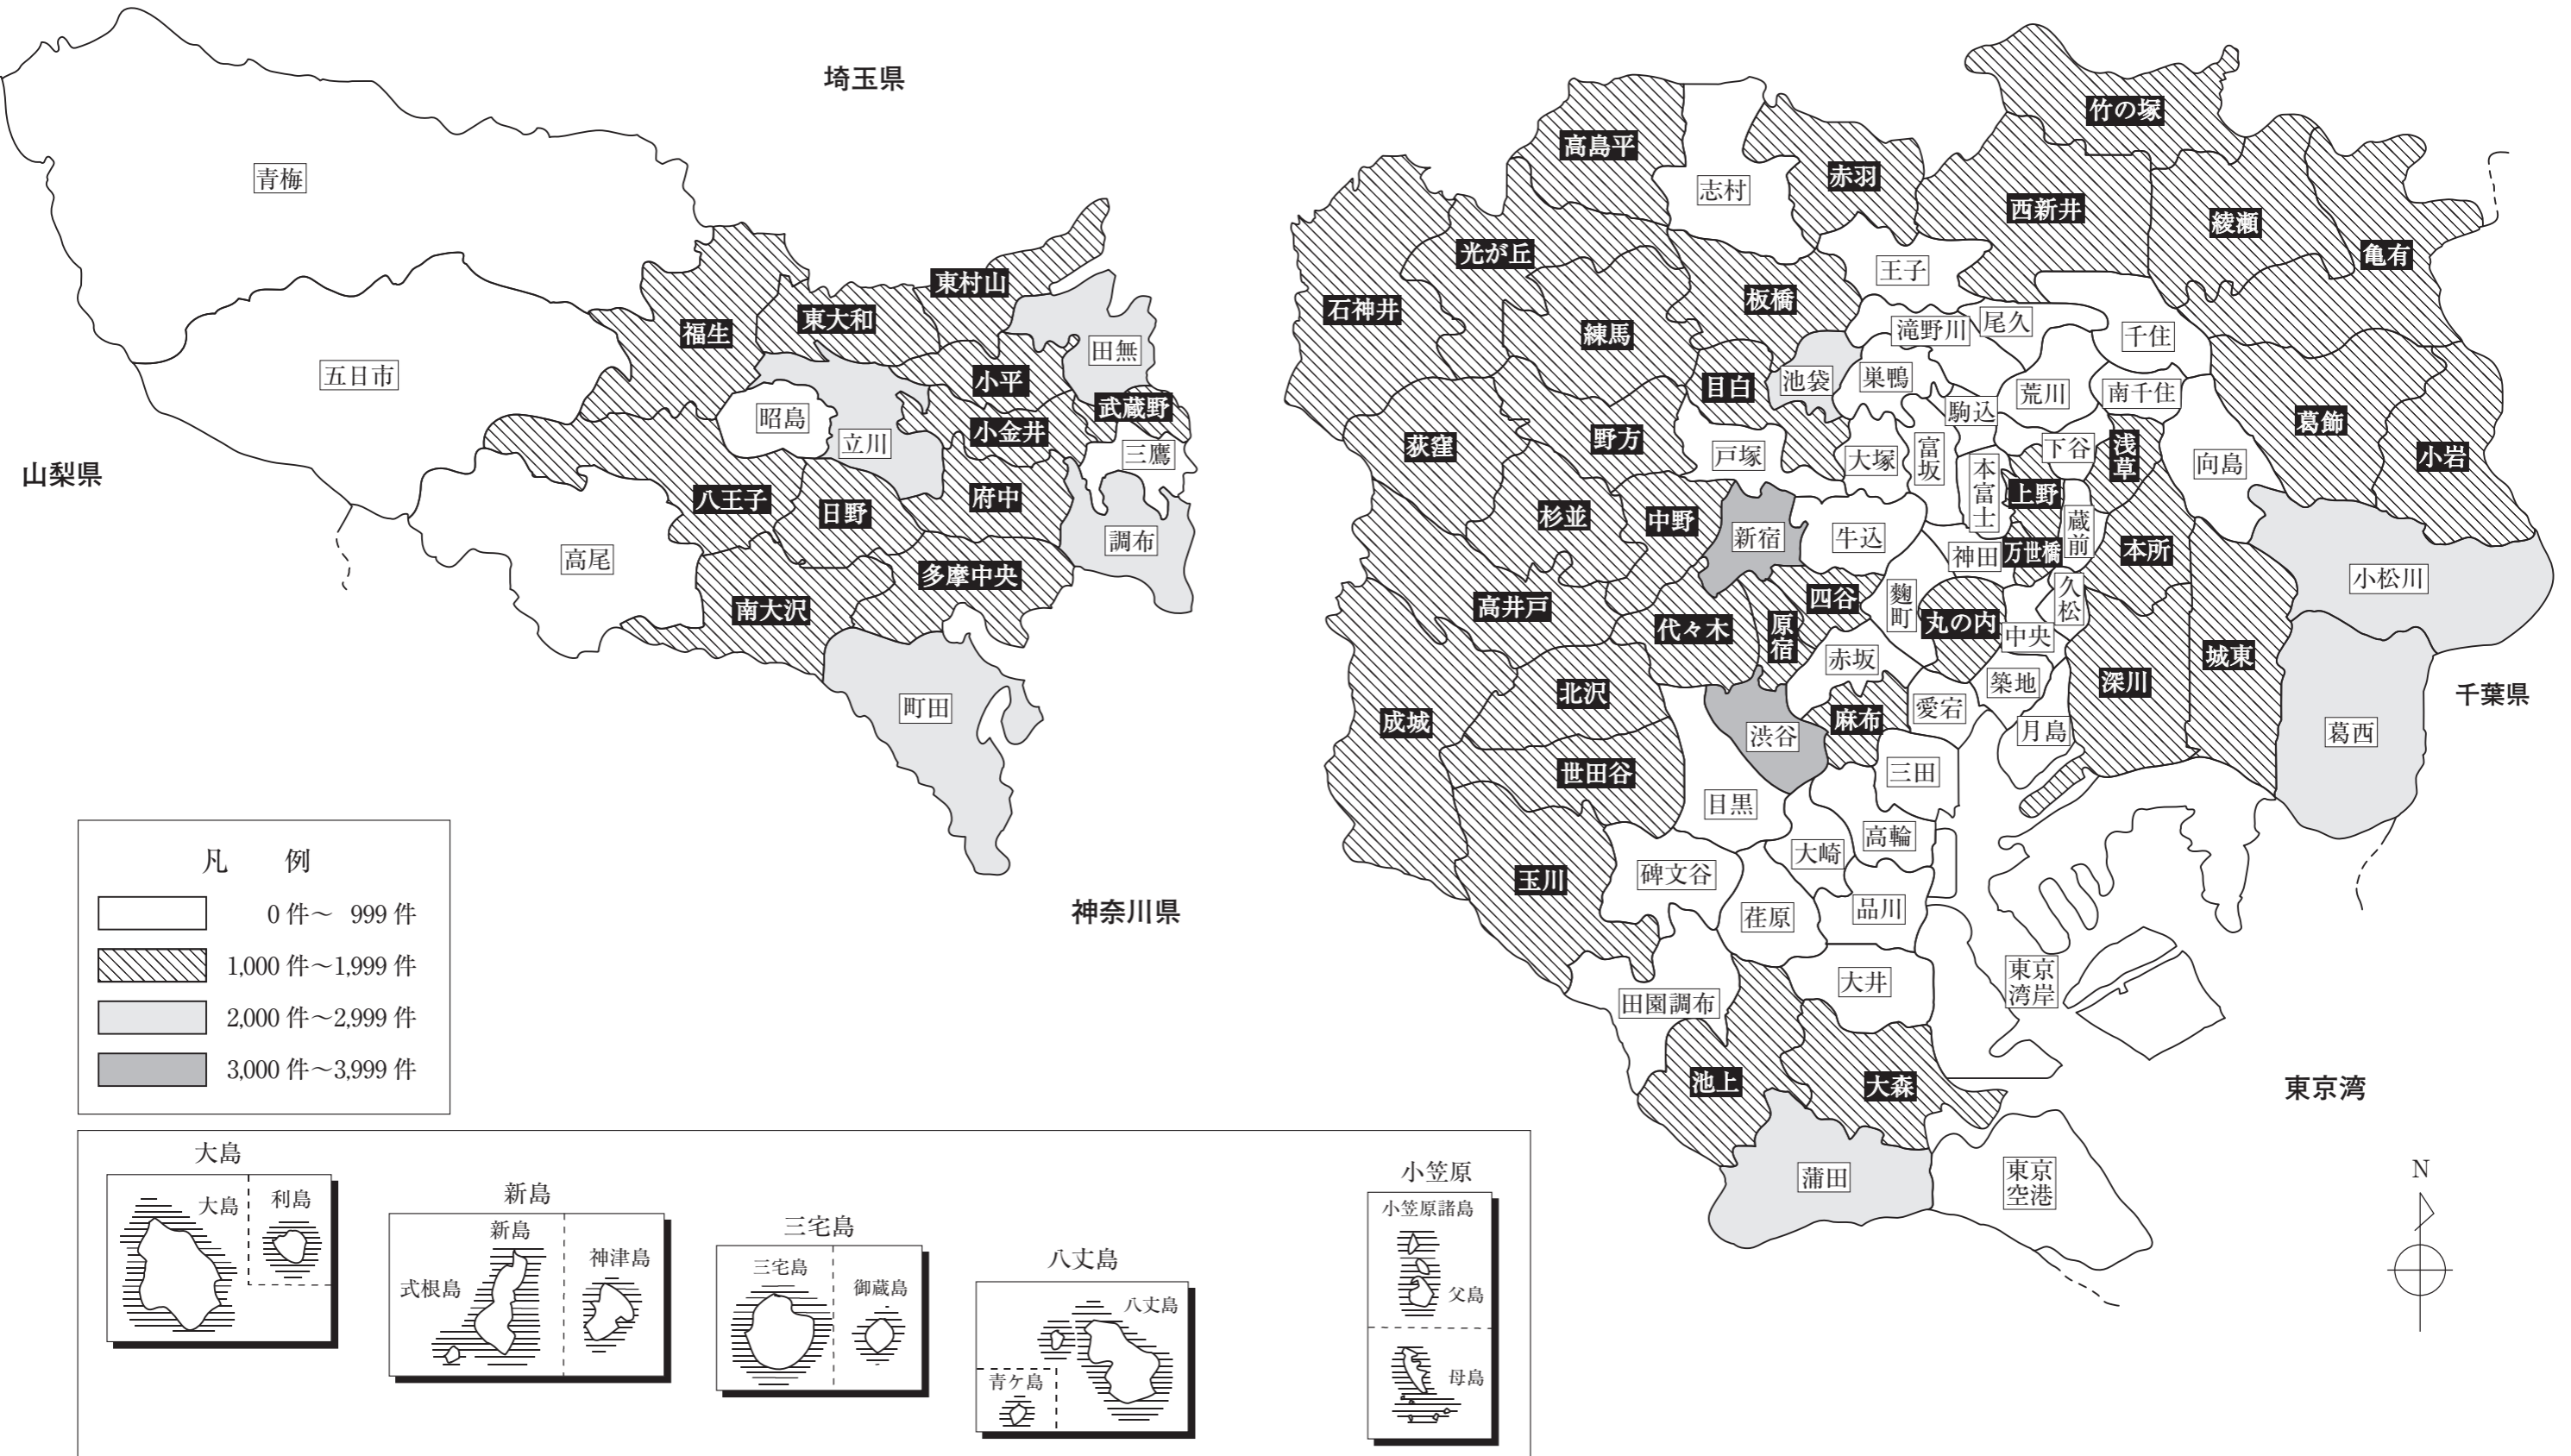 埼玉県
山梨県
神奈川県
千葉県
東京湾
青梅
五日市
福生
東大和
東村山
田無
小平
武蔵野
昭島
立川
小金井
三鷹
八王子
日野
府中
調布
高尾
南大沢
多摩中央
町田
竹の塚
高島平
志村
赤羽
西新井
綾瀬
亀有
光が丘
石神井
練馬
板橋
王子
滝野川
尾久
千住
目白
池袋
巣鴨
駒込
荒川
南千住
葛飾
小岩
荻窪
野方
戸塚
大塚
富坂
本富士
下谷
浅草
向島
上野
蔵前
杉並
中野
新宿
牛込
神田
万世橋
本所
小松川
高井戸
代々木
原宿
四谷
麴町
丸の内
久松
中央
城東
成城
北沢
赤坂
築地
深川
渋谷
麻布
愛宕
月島
葛西
世田谷
目黒
三田
玉川
碑文谷
大崎
高輪
荏原
品川
田園調布
大井
東京
湾岸
池上
大森
蒲田
東京
空港
凡 例
0 件～ 999 件
1,000 件～1,999 件
2,000 件～2,999 件
3,000 件～3,999 件
大島
大島
利島
新島
新島
式根島
神津島
三宅島
三宅島
御蔵島
八丈島
八丈島
青ケ島
小笠原
小笠原諸島
父島
母島
N